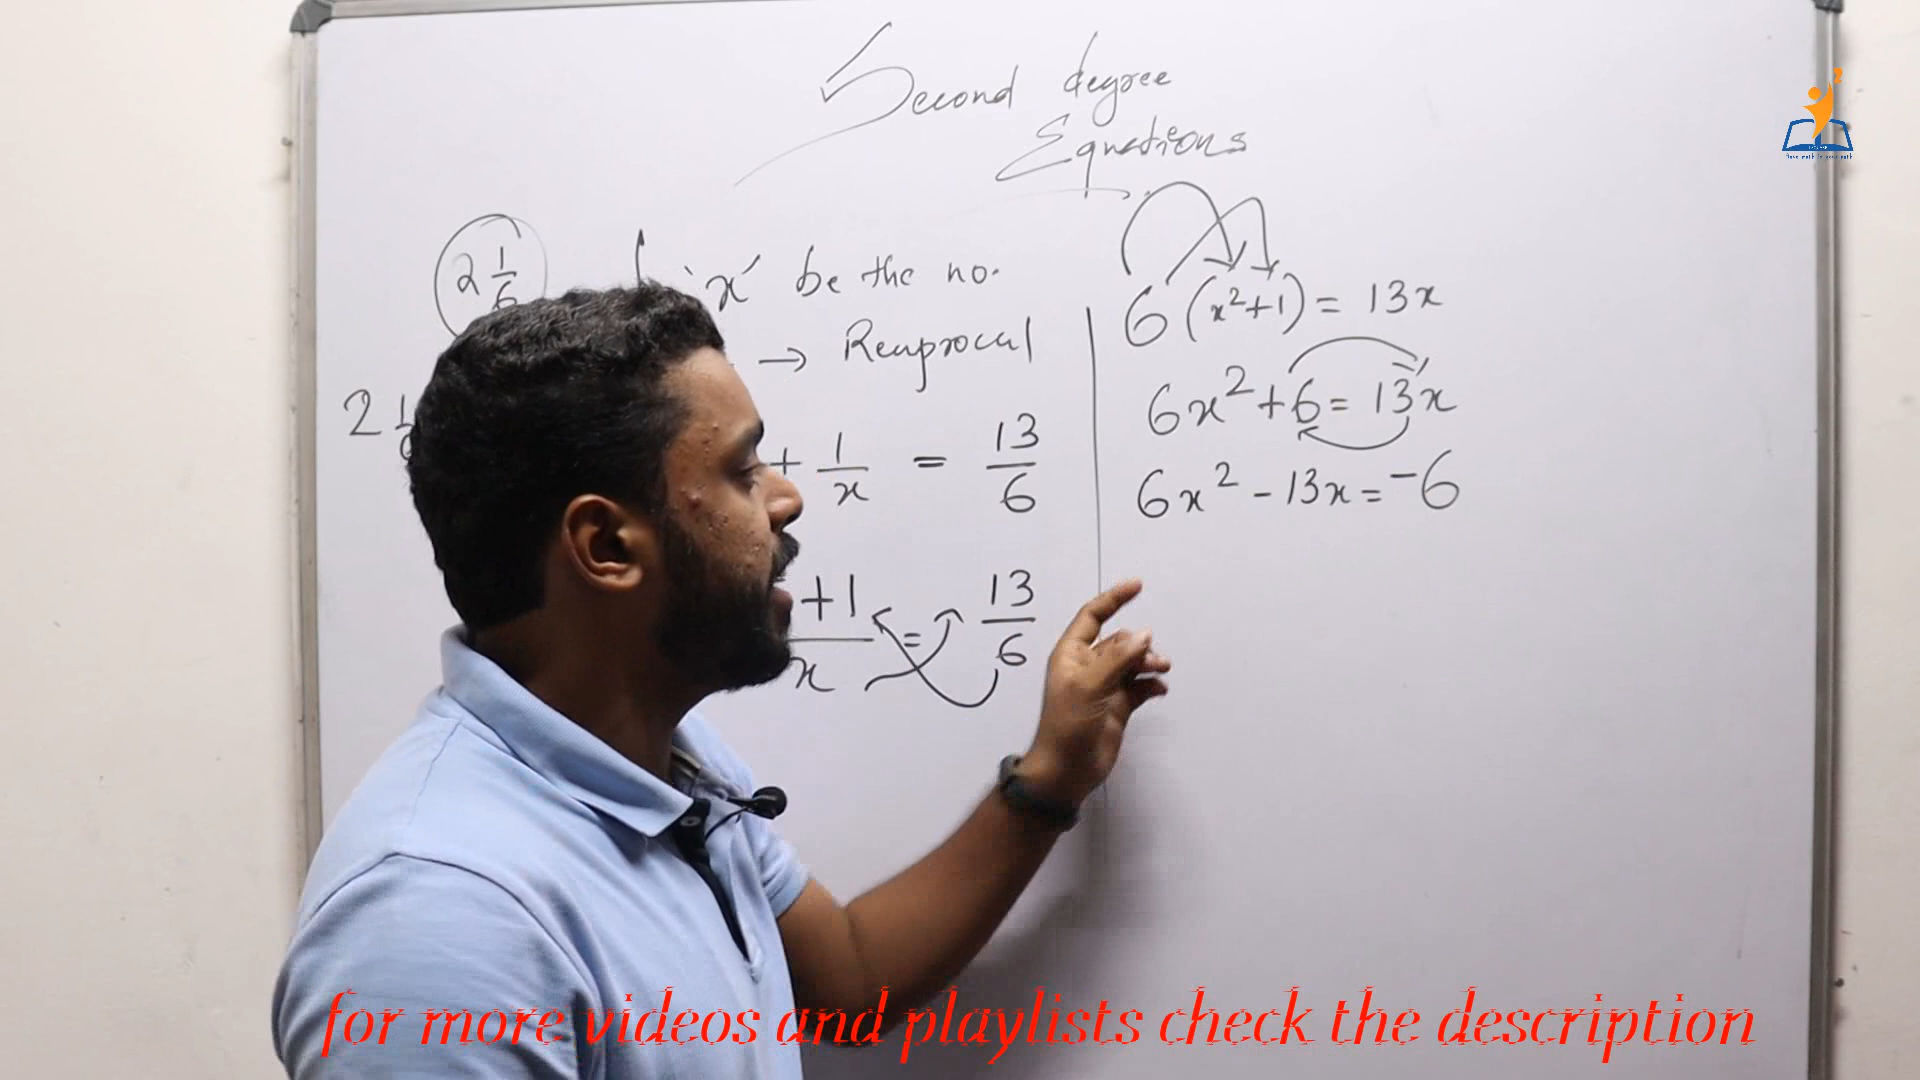 Second degree
Equations
2 1/6
'x' be the no.
→ Reciprocal
2 1
+ 1/x = 13/6
+1 / x = 13/6
6(x²+1) = 13x
6x²+6 = 13x
6x² - 13x = -6
for more videos and playlists check the description